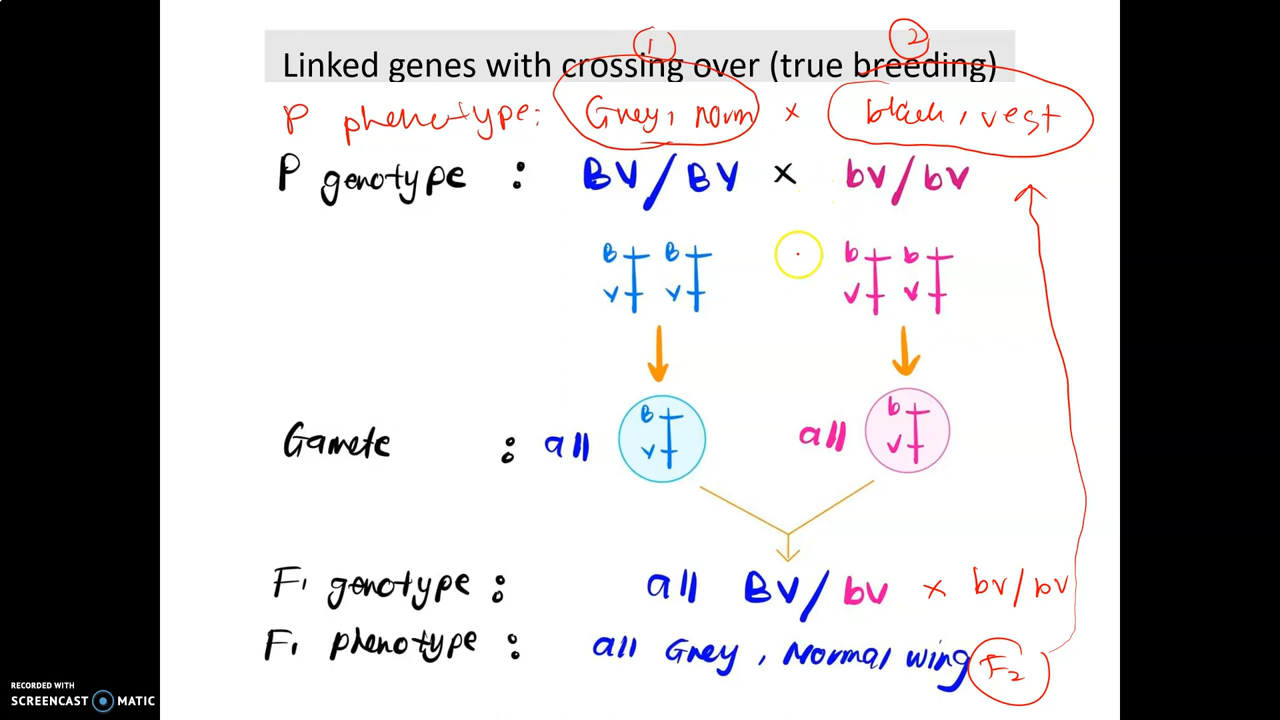 1 2
Linked genes with crossing over (true breeding)
P phenotype: Grey, norm × black, vest
P genotype : BV/BV × bv/bv
B B b b
V V v v
B b
Gamete : all V all v
F1 genotype: all BV/bv × bv/bv
F1 phenotype: all Grey, Normal wing F2
RECORDED WITH
SCREENCAST MATIC